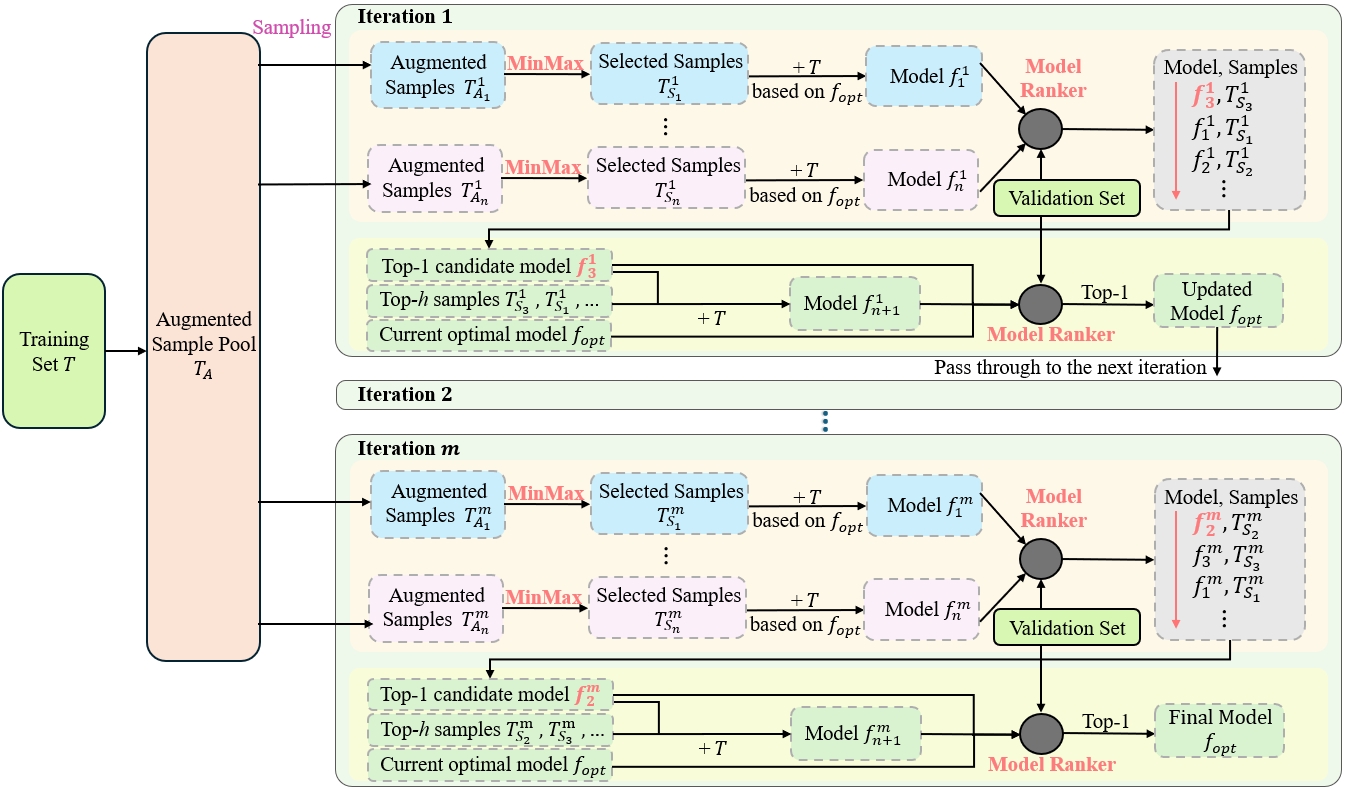 Sampling
Training
Set T
Augmented
Sample Pool
T_A
Iteration 1
Augmented
Samples T_{A_1}^1
MinMax
Selected Samples
T_{S_1}^1
+ T
based on f_{opt}
Model f_1^1
⋮
Augmented
Samples T_{A_n}^1
MinMax
Selected Samples
T_{S_n}^1
+ T
based on f_{opt}
Model f_n^1
Model
Ranker
Validation Set
Model, Samples
f_3^1, T_{S_3}^1
f_1^1, T_{S_1}^1
f_2^1, T_{S_2}^1
⋮
Top-1 candidate model f_3^1
Top-h samples T_{S_3}^1, T_{S_1}^1, ...
Current optimal model f_{opt}
+ T
Model f_{n+1}^1
Model Ranker
Top-1
Updated
Model f_{opt}
Pass through to the next iteration
Iteration 2
⋮
Iteration m
Augmented
Samples T_{A_1}^m
MinMax
Selected Samples
T_{S_1}^m
+ T
based on f_{opt}
Model f_1^m
⋮
Augmented
Samples T_{A_n}^m
MinMax
Selected Samples
T_{S_n}^m
+ T
based on f_{opt}
Model f_n^m
Model
Ranker
Validation Set
Model, Samples
f_2^m, T_{S_2}^m
f_3^m, T_{S_3}^m
f_1^m, T_{S_1}^m
⋮
Top-1 candidate model f_2^m
Top-h samples T_{S_2}^m, T_{S_3}^m, ...
Current optimal model f_{opt}
+ T
Model f_{n+1}^m
Model Ranker
Top-1
Final Model
f_{opt}